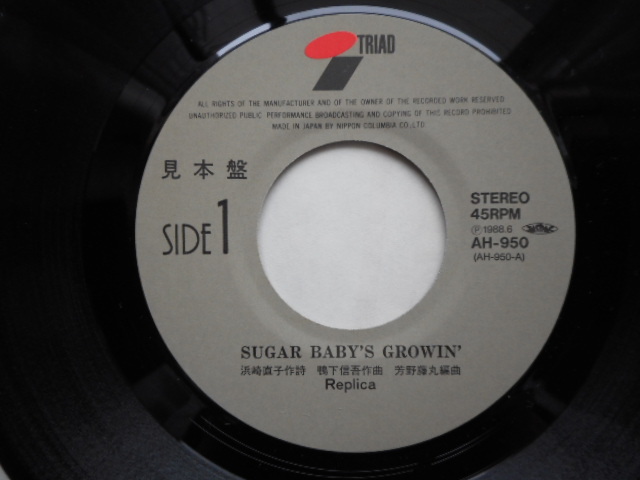 TRIAD
ALL RIGHTS OF THE MANUFACTURER AND OF THE OWNER OF THE RECORDED WORK RESERVED
UNAUTHORIZED PUBLIC PERFORMANCE BROADCASTING AND COPYING OF THIS RECORD PROHIBITED
MADE IN JAPAN BY NIPPON COLUMBIA CO., LTD.
見本盤
SIDE 1
STEREO
45RPM
Ⓟ1988.6
AH-950
(AH-950-A)
SUGAR BABY'S GROWIN'
浜崎直子作詩 鴨下信吾作曲 芳野藤丸編曲
Replica